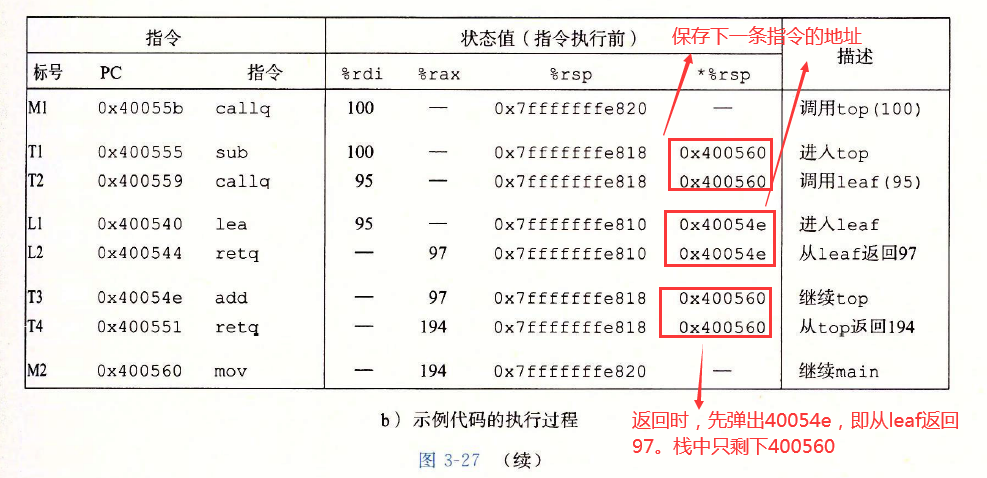 指令 状态值（指令执行前） 保存下一条指令的地址 描述
标号 PC 指令 %rdi %rax %rsp *%rsp
M1 0x40055b callq 100 — 0x7fffffffe820 — 调用top(100)
T1 0x400555 sub 100 — 0x7fffffffe818 0x400560 进入top
T2 0x400559 callq 95 — 0x7fffffffe818 0x400560 调用leaf(95)
L1 0x400540 lea 95 — 0x7fffffffe810 0x40054e 进入leaf
L2 0x400544 retq — 97 0x7fffffffe810 0x40054e 从leaf返回97
T3 0x40054e add — 97 0x7fffffffe818 0x400560 继续top
T4 0x400551 retq — 194 0x7fffffffe818 0x400560 从top返回194
M2 0x400560 mov — 194 0x7fffffffe820 — 继续main
b）示例代码的执行过程
返回时，先弹出40054e，即从leaf返回
97。栈中只剩下400560
图 3-27 （续）